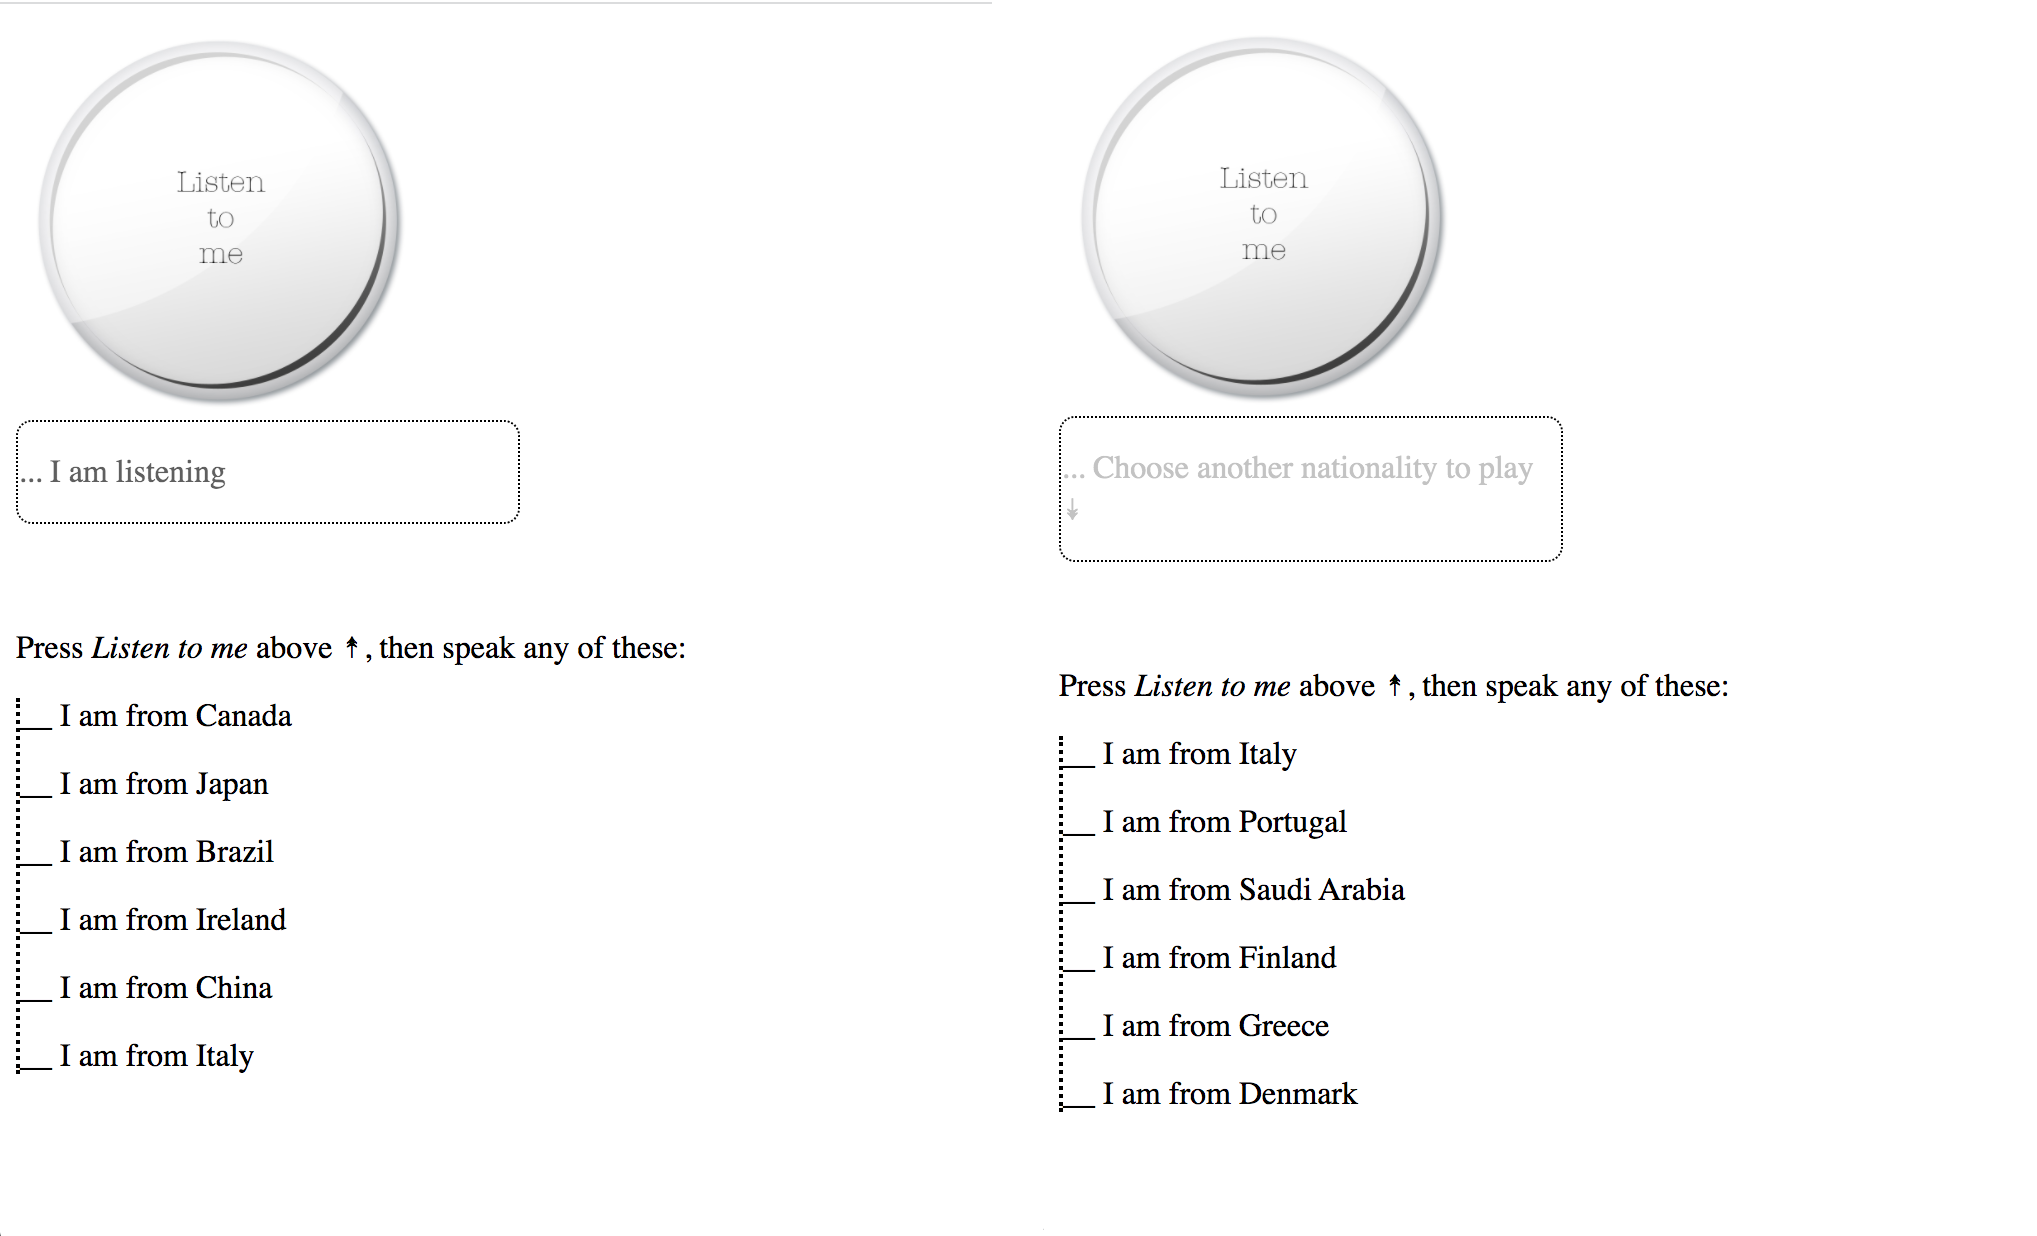 Listen
to
me
... I am listening
Press Listen to me above ↟, then speak any of these:
__ I am from Canada
__ I am from Japan
__ I am from Brazil
__ I am from Ireland
__ I am from China
__ I am from Italy
Listen
to
me
... Choose another nationality to play
↡
Press Listen to me above ↟, then speak any of these:
__ I am from Italy
__ I am from Portugal
__ I am from Saudi Arabia
__ I am from Finland
__ I am from Greece
__ I am from Denmark